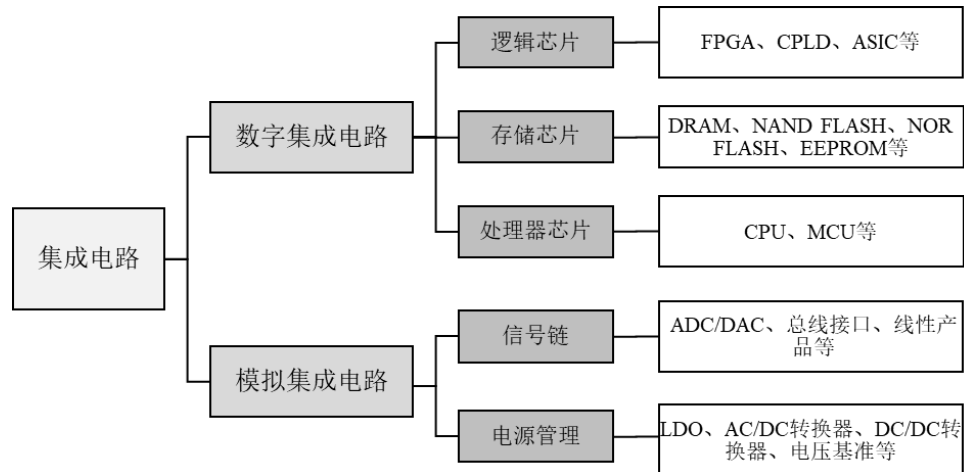 集成电路
数字集成电路
逻辑芯片
FPGA、CPLD、ASIC等
存储芯片
DRAM、NAND FLASH、NOR
FLASH、EEPROM等
处理器芯片
CPU、MCU等
模拟集成电路
信号链
ADC/DAC、总线接口、线性产
品等
电源管理
LDO、AC/DC转换器、DC/DC转
换器、电压基准等